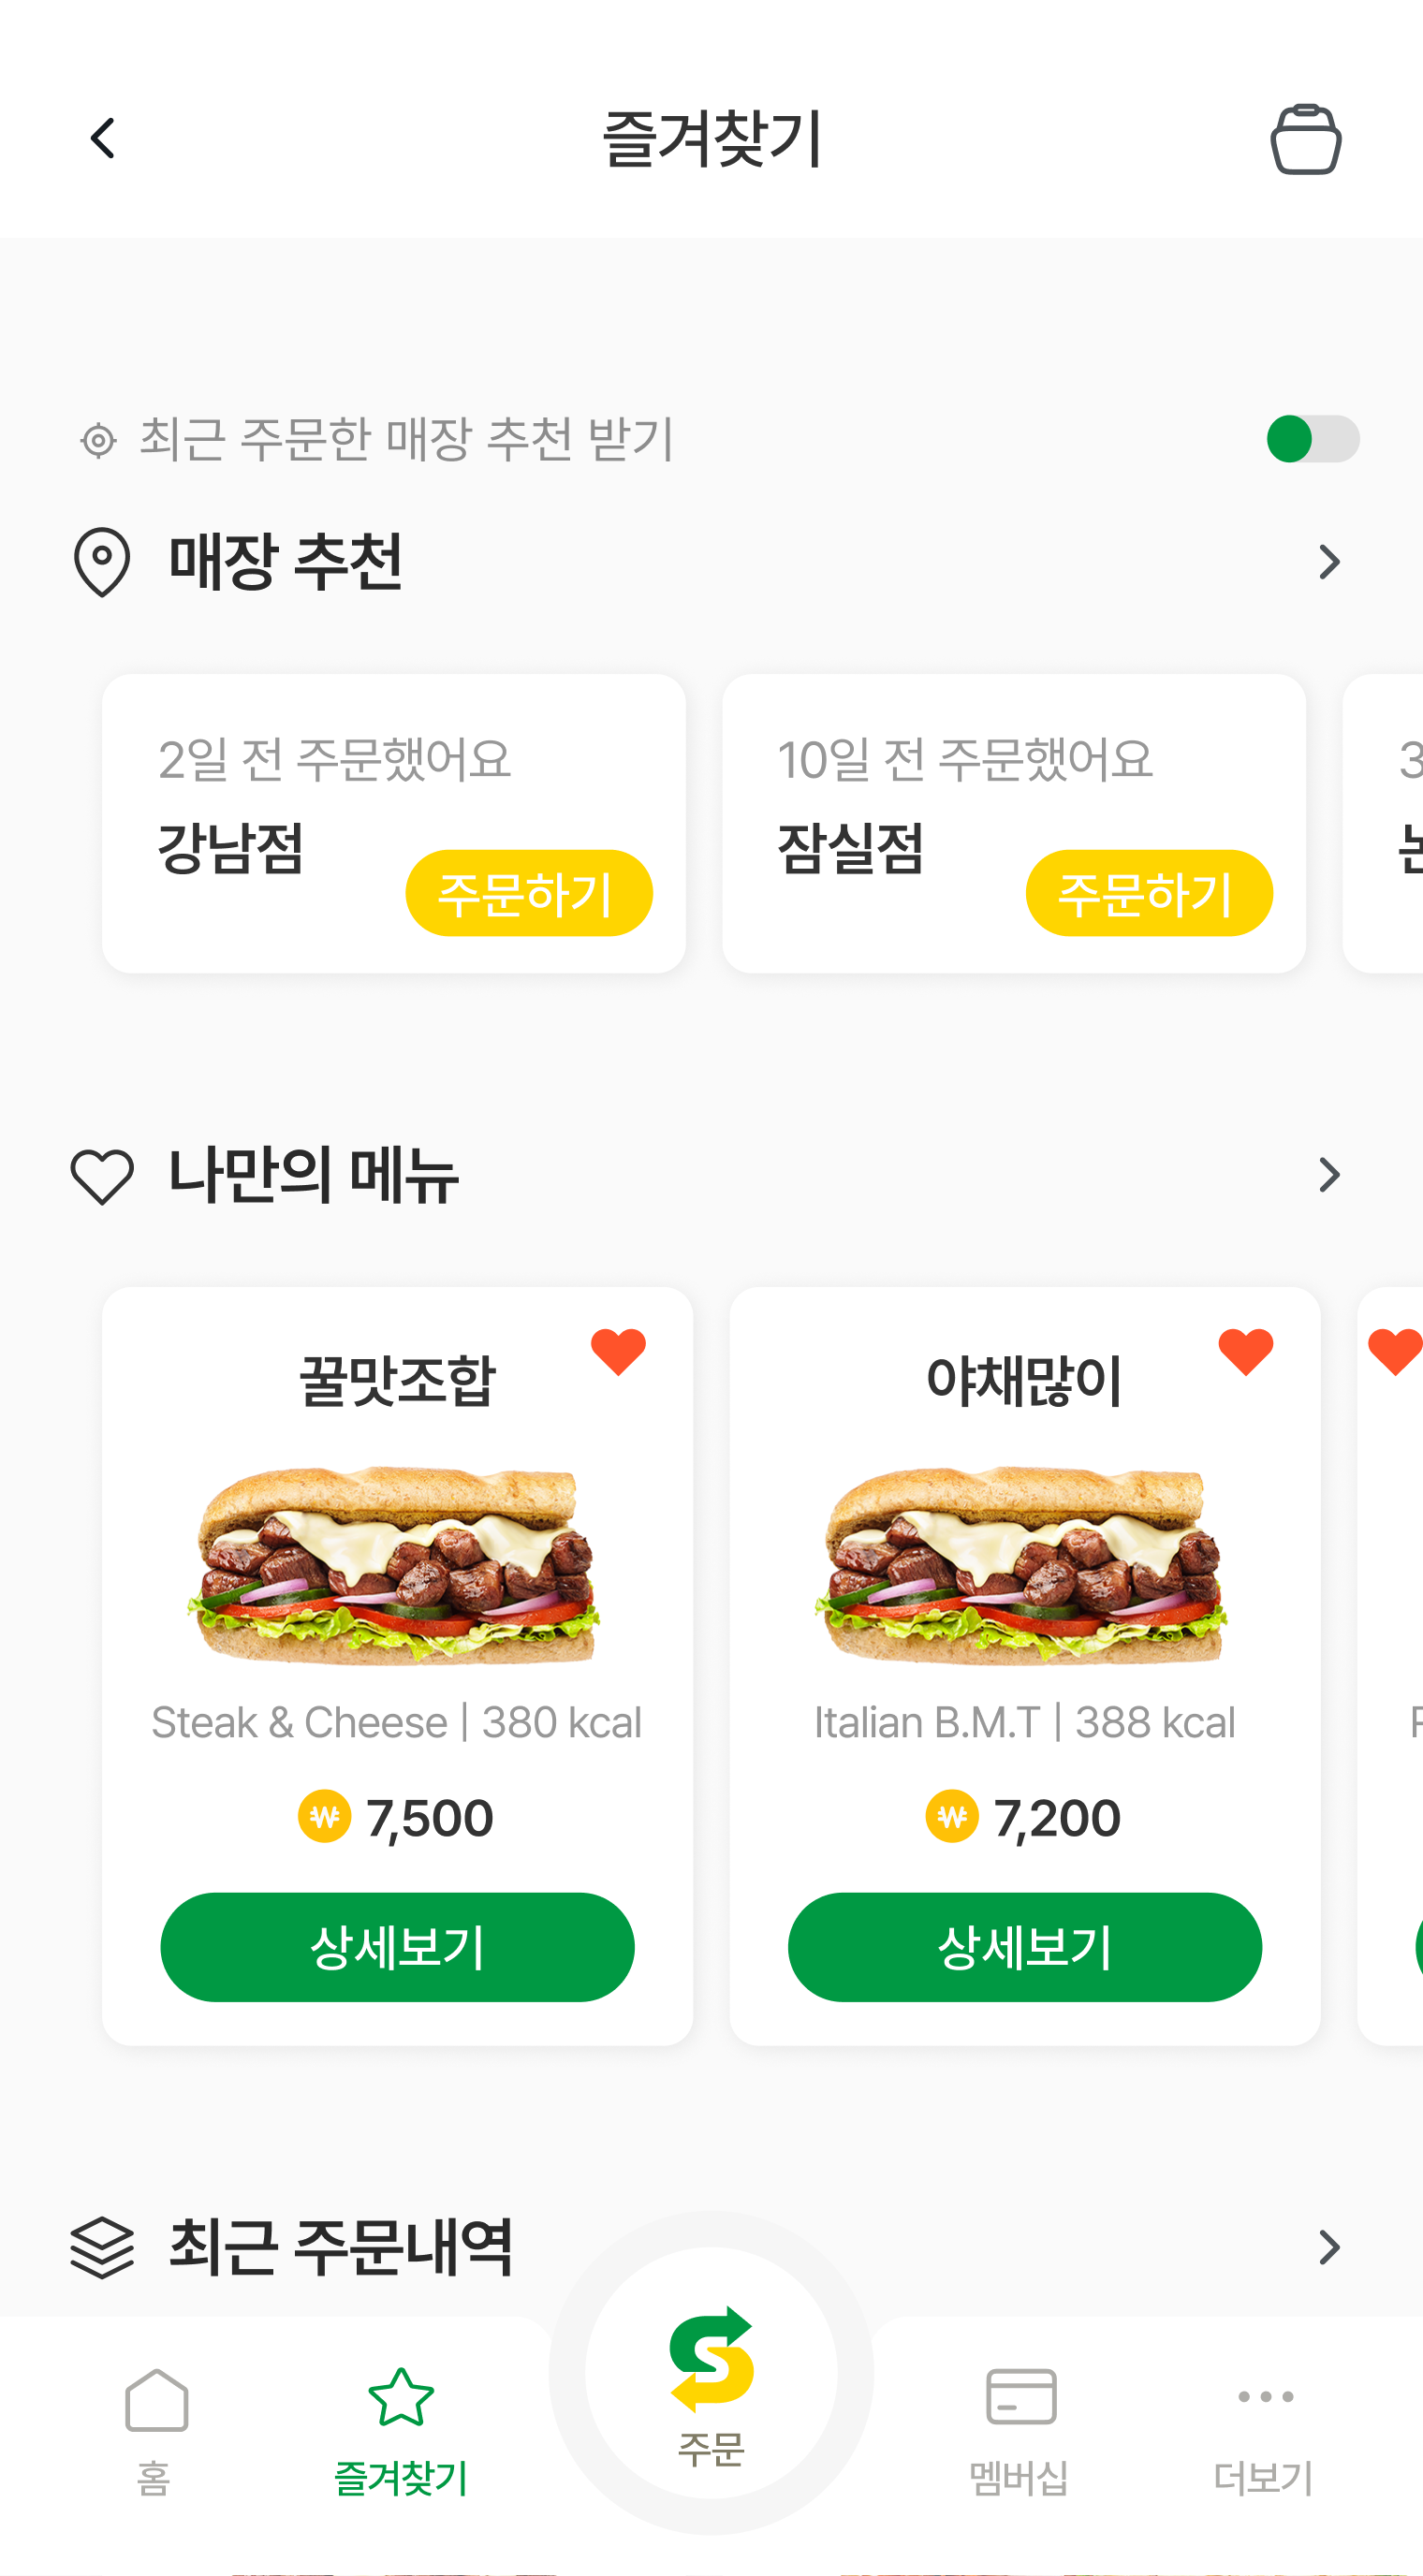 즐겨찾기
최근 주문한 매장 추천 받기
매장 추천
2일 전 주문했어요
강남점
주문하기
10일 전 주문했어요
잠실점
주문하기
3
나만의 메뉴
꿀맛조합
Steak & Cheese | 380 kcal
₩ 7,500
상세보기
야채많이
Italian B.M.T | 388 kcal
₩ 7,200
상세보기
최근 주문내역
홈
즐겨찾기
주문
멤버십
더보기